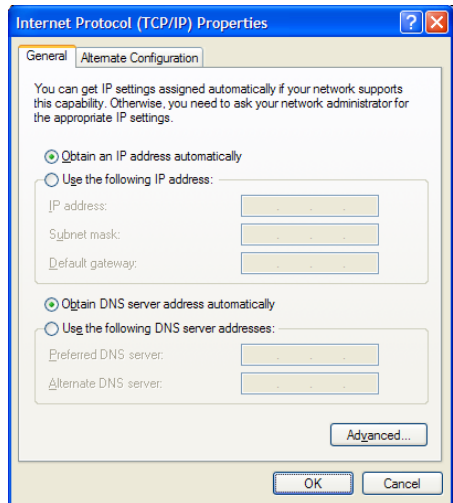 Internet Protocol (TCP/IP) Properties
General Alternate Configuration
You can get IP settings assigned automatically if your network supports
this capability. Otherwise, you need to ask your network administrator for
the appropriate IP settings.
Obtain an IP address automatically
Use the following IP address:
IP address:
Subnet mask:
Default gateway:
Obtain DNS server address automatically
Use the following DNS server addresses:
Preferred DNS server:
Alternate DNS server:
Advanced...
OK Cancel